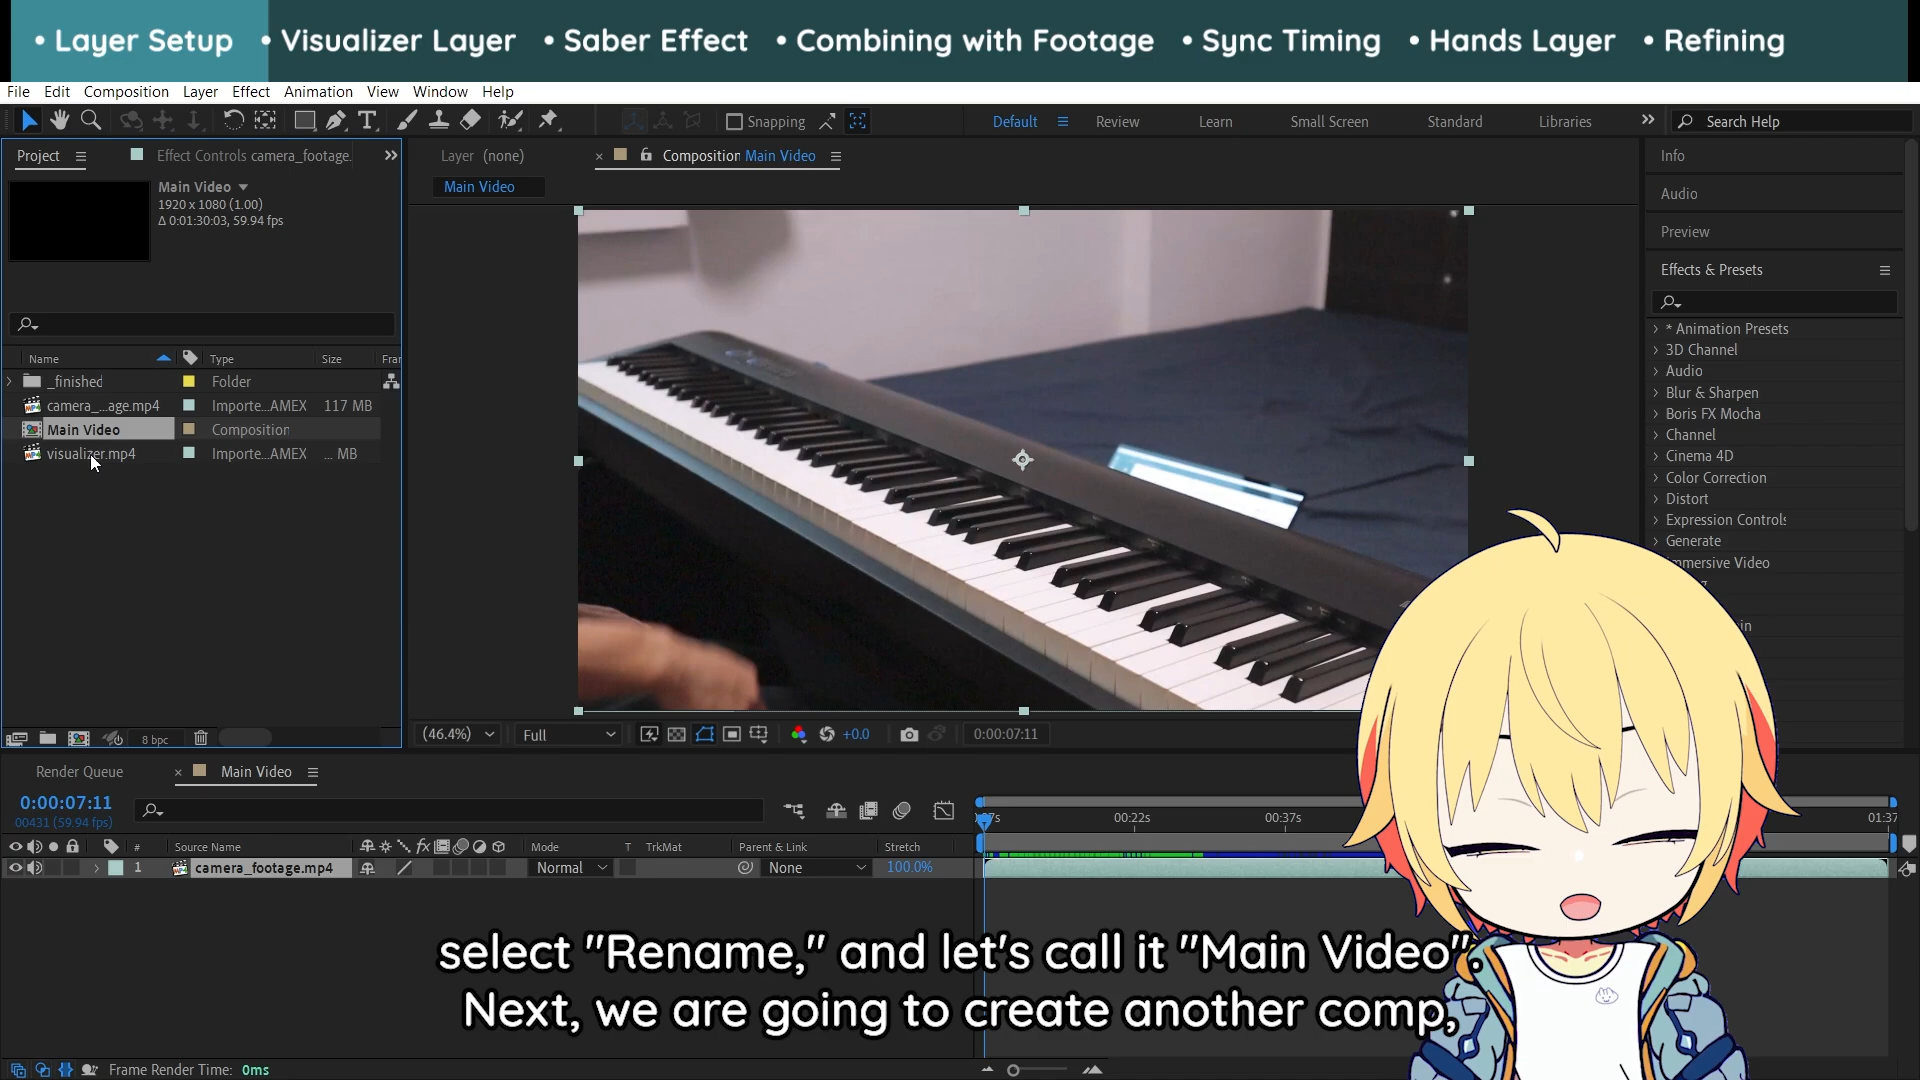 • Layer Setup • Visualizer Layer • Saber Effect • Combining with Footage • Sync Timing • Hands Layer • Refining
File Edit Composition Layer Effect Animation View Window Help
Snapping Default Review Learn Small Screen Standard Libraries Search Help
Project Effect Controls camera_footage.
Layer (none) Composition Main Video
Main Video
Main Video
1920 x 1080 (1.00)
Δ 0:01:30:03, 59.94 fps
Name Type Size Frar
_finished Folder
camera_...age.mp4 Importe...AMEX 117 MB
Main Video Composition
visualizer.mp4 Importe...AMEX ... MB
8 bpc
(46.4%) Full +0.0 0:00:07:11
Info
Audio
Preview
Effects & Presets
* Animation Presets
3D Channel
Audio
Blur & Sharpen
Boris FX Mocha
Channel
Cinema 4D
Color Correction
Distort
Expression Controls
Generate
mmersive Video
in
Render Queue Main Video
0:00:07:11
00431 (59.94 fps)
00:22s 00:37s 01:37
# Source Name Mode T TrkMat Parent & Link Stretch
1 camera_footage.mp4 Normal None 100.0%
select "Rename," and let's call it "Main Video".
Next, we are going to create another comp,
Frame Render Time: 0ms